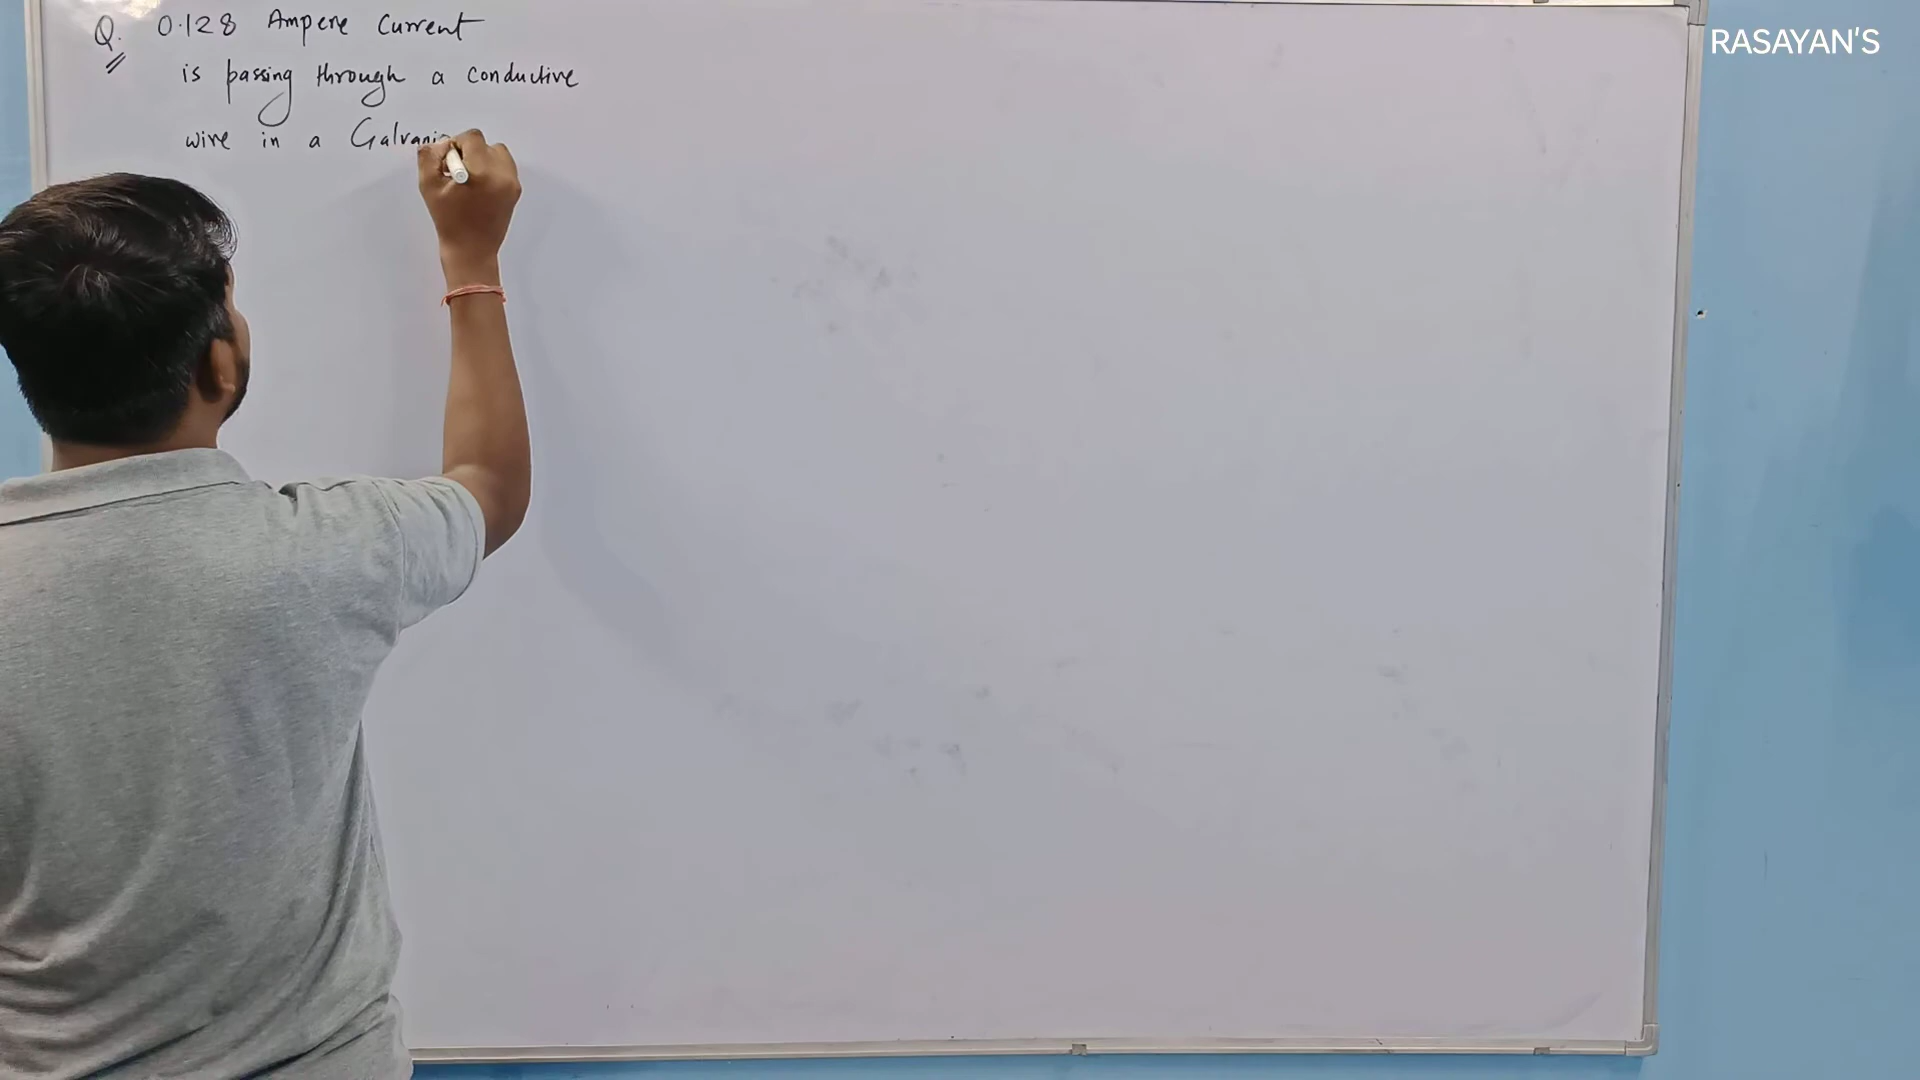 Q. 0.128 Ampere Current
is passing through a conductive
wire in a
RASAYAN'S